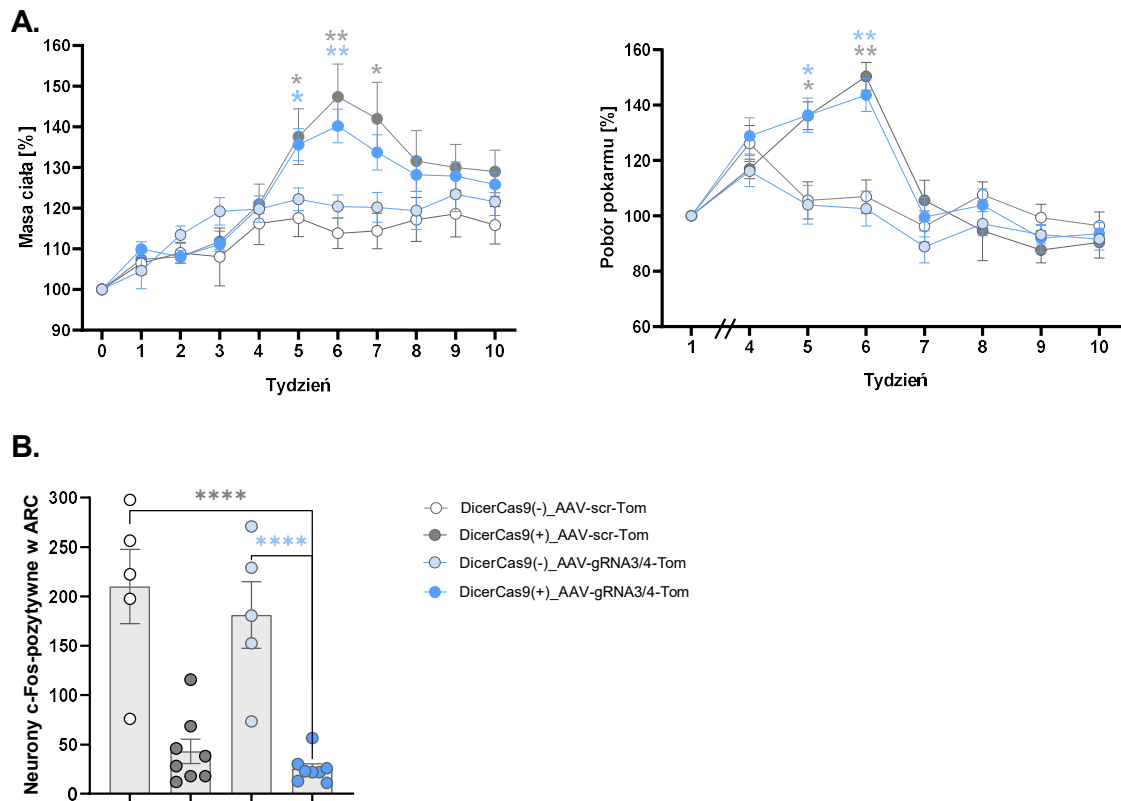 A.
**
**
*
*
*
Masa ciała [%]
160
150
140
130
120
110
100
90
0 1 2 3 4 5 6 7 8 9 10
Tydzień
**
**
*
*
Pobór pokarmu [%]
160
140
120
100
80
60
1 // 4 5 6 7 8 9 10
Tydzień
B.
Neurony c-Fos-pozytywne w ARC
300
250
200
150
100
50
0
****
****
DicerCas9(-)_AAV-scr-Tom
DicerCas9(+)_AAV-scr-Tom
DicerCas9(-)_AAV-gRNA3/4-Tom
DicerCas9(+)_AAV-gRNA3/4-Tom